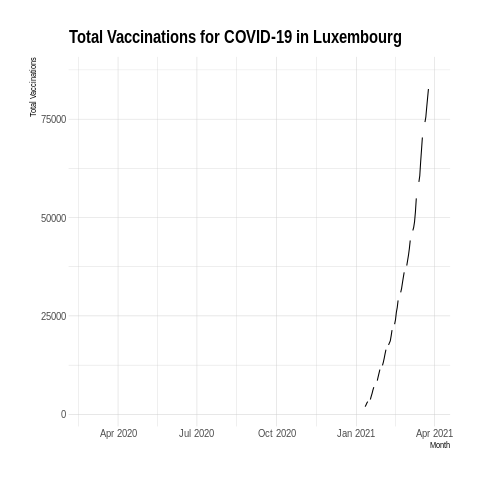 Total Vaccinations for COVID-19 in Luxembourg
Total Vaccinations
75000
50000
25000
0
Apr 2020 Jul 2020 Oct 2020 Jan 2021 Apr 2021
Month